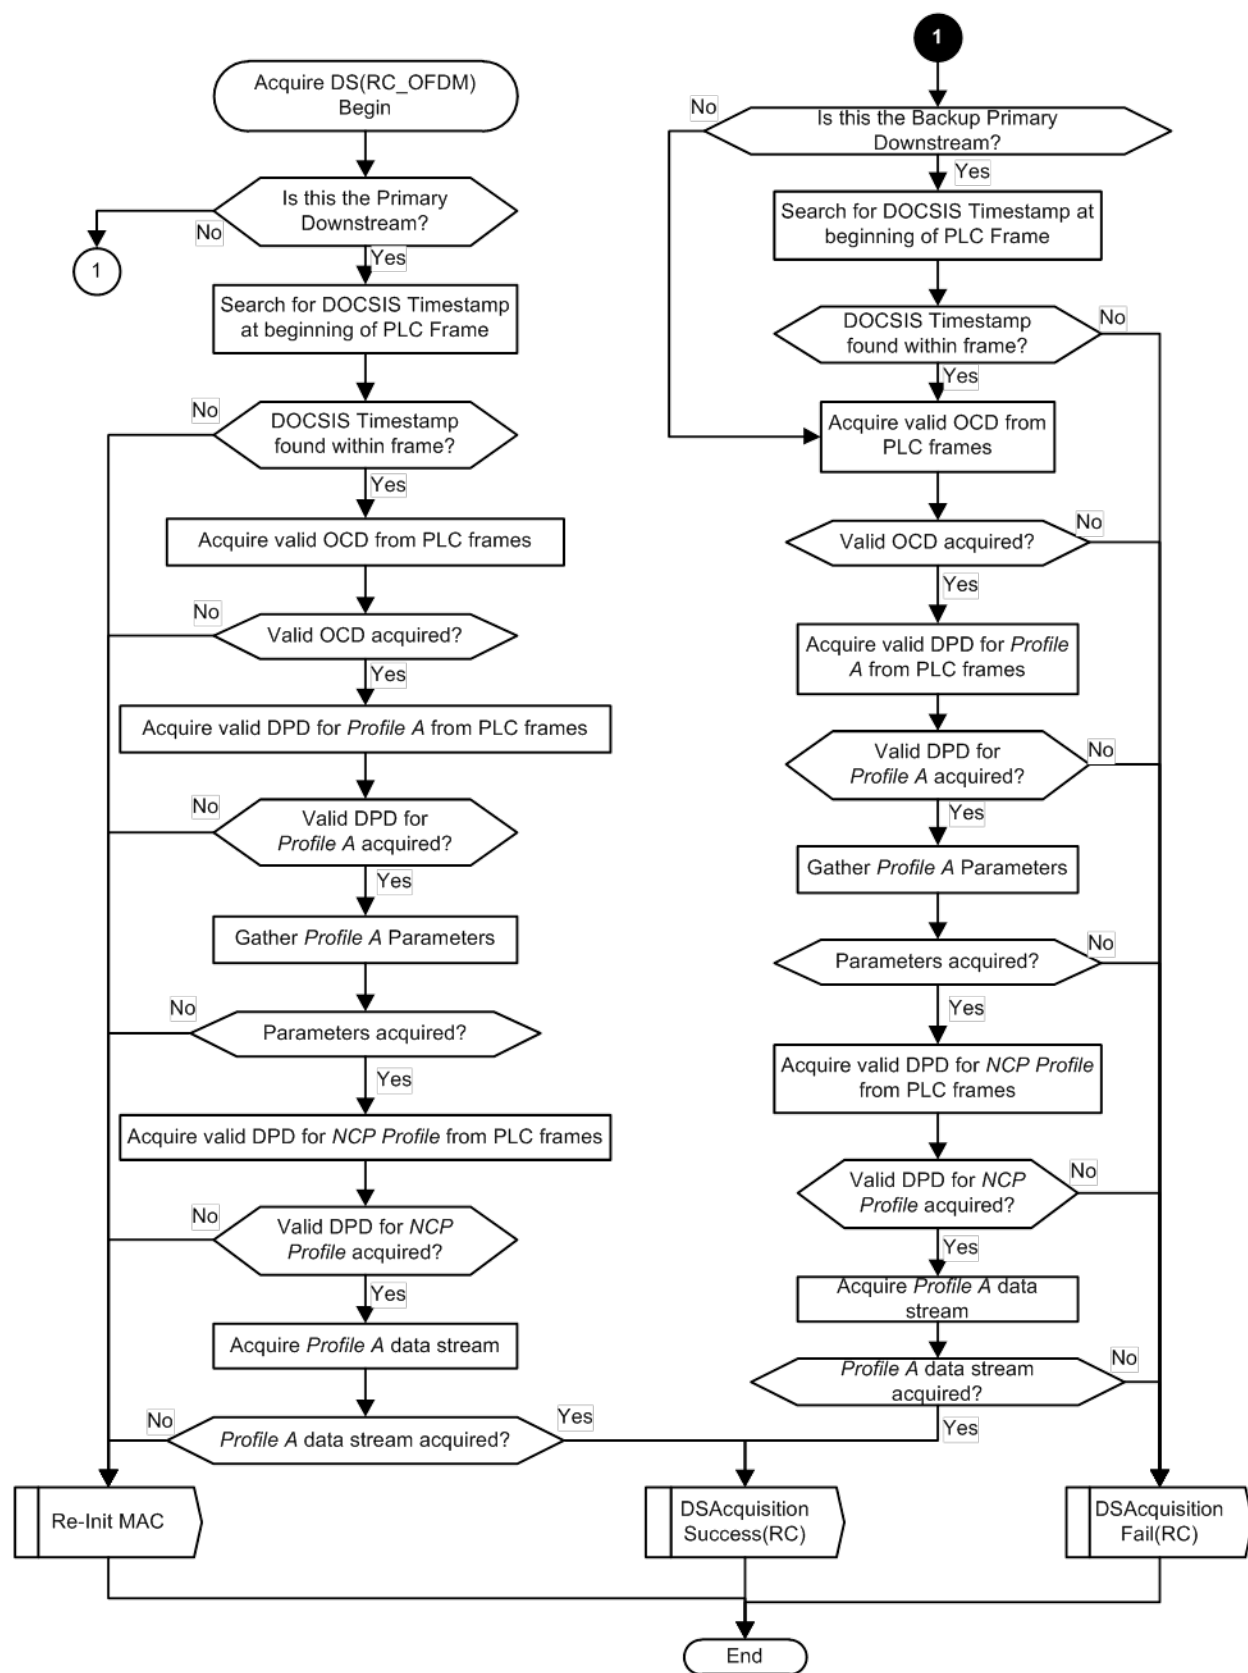 Acquire DS(RC_OFDM)
Begin
Is this the Primary
Downstream?
No
1
Yes
Search for DOCSIS Timestamp
at beginning of PLC Frame
No
DOCSIS Timestamp
found within frame?
Yes
Acquire valid OCD from PLC frames
No
Valid OCD acquired?
Yes
Acquire valid DPD for Profile A from PLC frames
No
Valid DPD for
Profile A acquired?
Yes
Gather Profile A Parameters
No
Parameters acquired?
Yes
Acquire valid DPD for NCP Profile from PLC frames
No
Valid DPD for NCP
Profile acquired?
Yes
Acquire Profile A data stream
No
Profile A data stream acquired?
Yes
Re-Init MAC
1
No
Is this the Backup Primary
Downstream?
Yes
Search for DOCSIS Timestamp at
beginning of PLC Frame
DOCSIS Timestamp
found within frame?
No
Yes
Acquire valid OCD from
PLC frames
Valid OCD acquired?
No
Yes
Acquire valid DPD for Profile
A from PLC frames
Valid DPD for
Profile A acquired?
No
Yes
Gather Profile A Parameters
Parameters acquired?
No
Yes
Acquire valid DPD for NCP Profile
from PLC frames
Valid DPD for NCP
Profile acquired?
No
Yes
Acquire Profile A data
stream
Profile A data stream
acquired?
No
Yes
DSAcquisition
Success(RC)
DSAcquisition
Fail(RC)
End